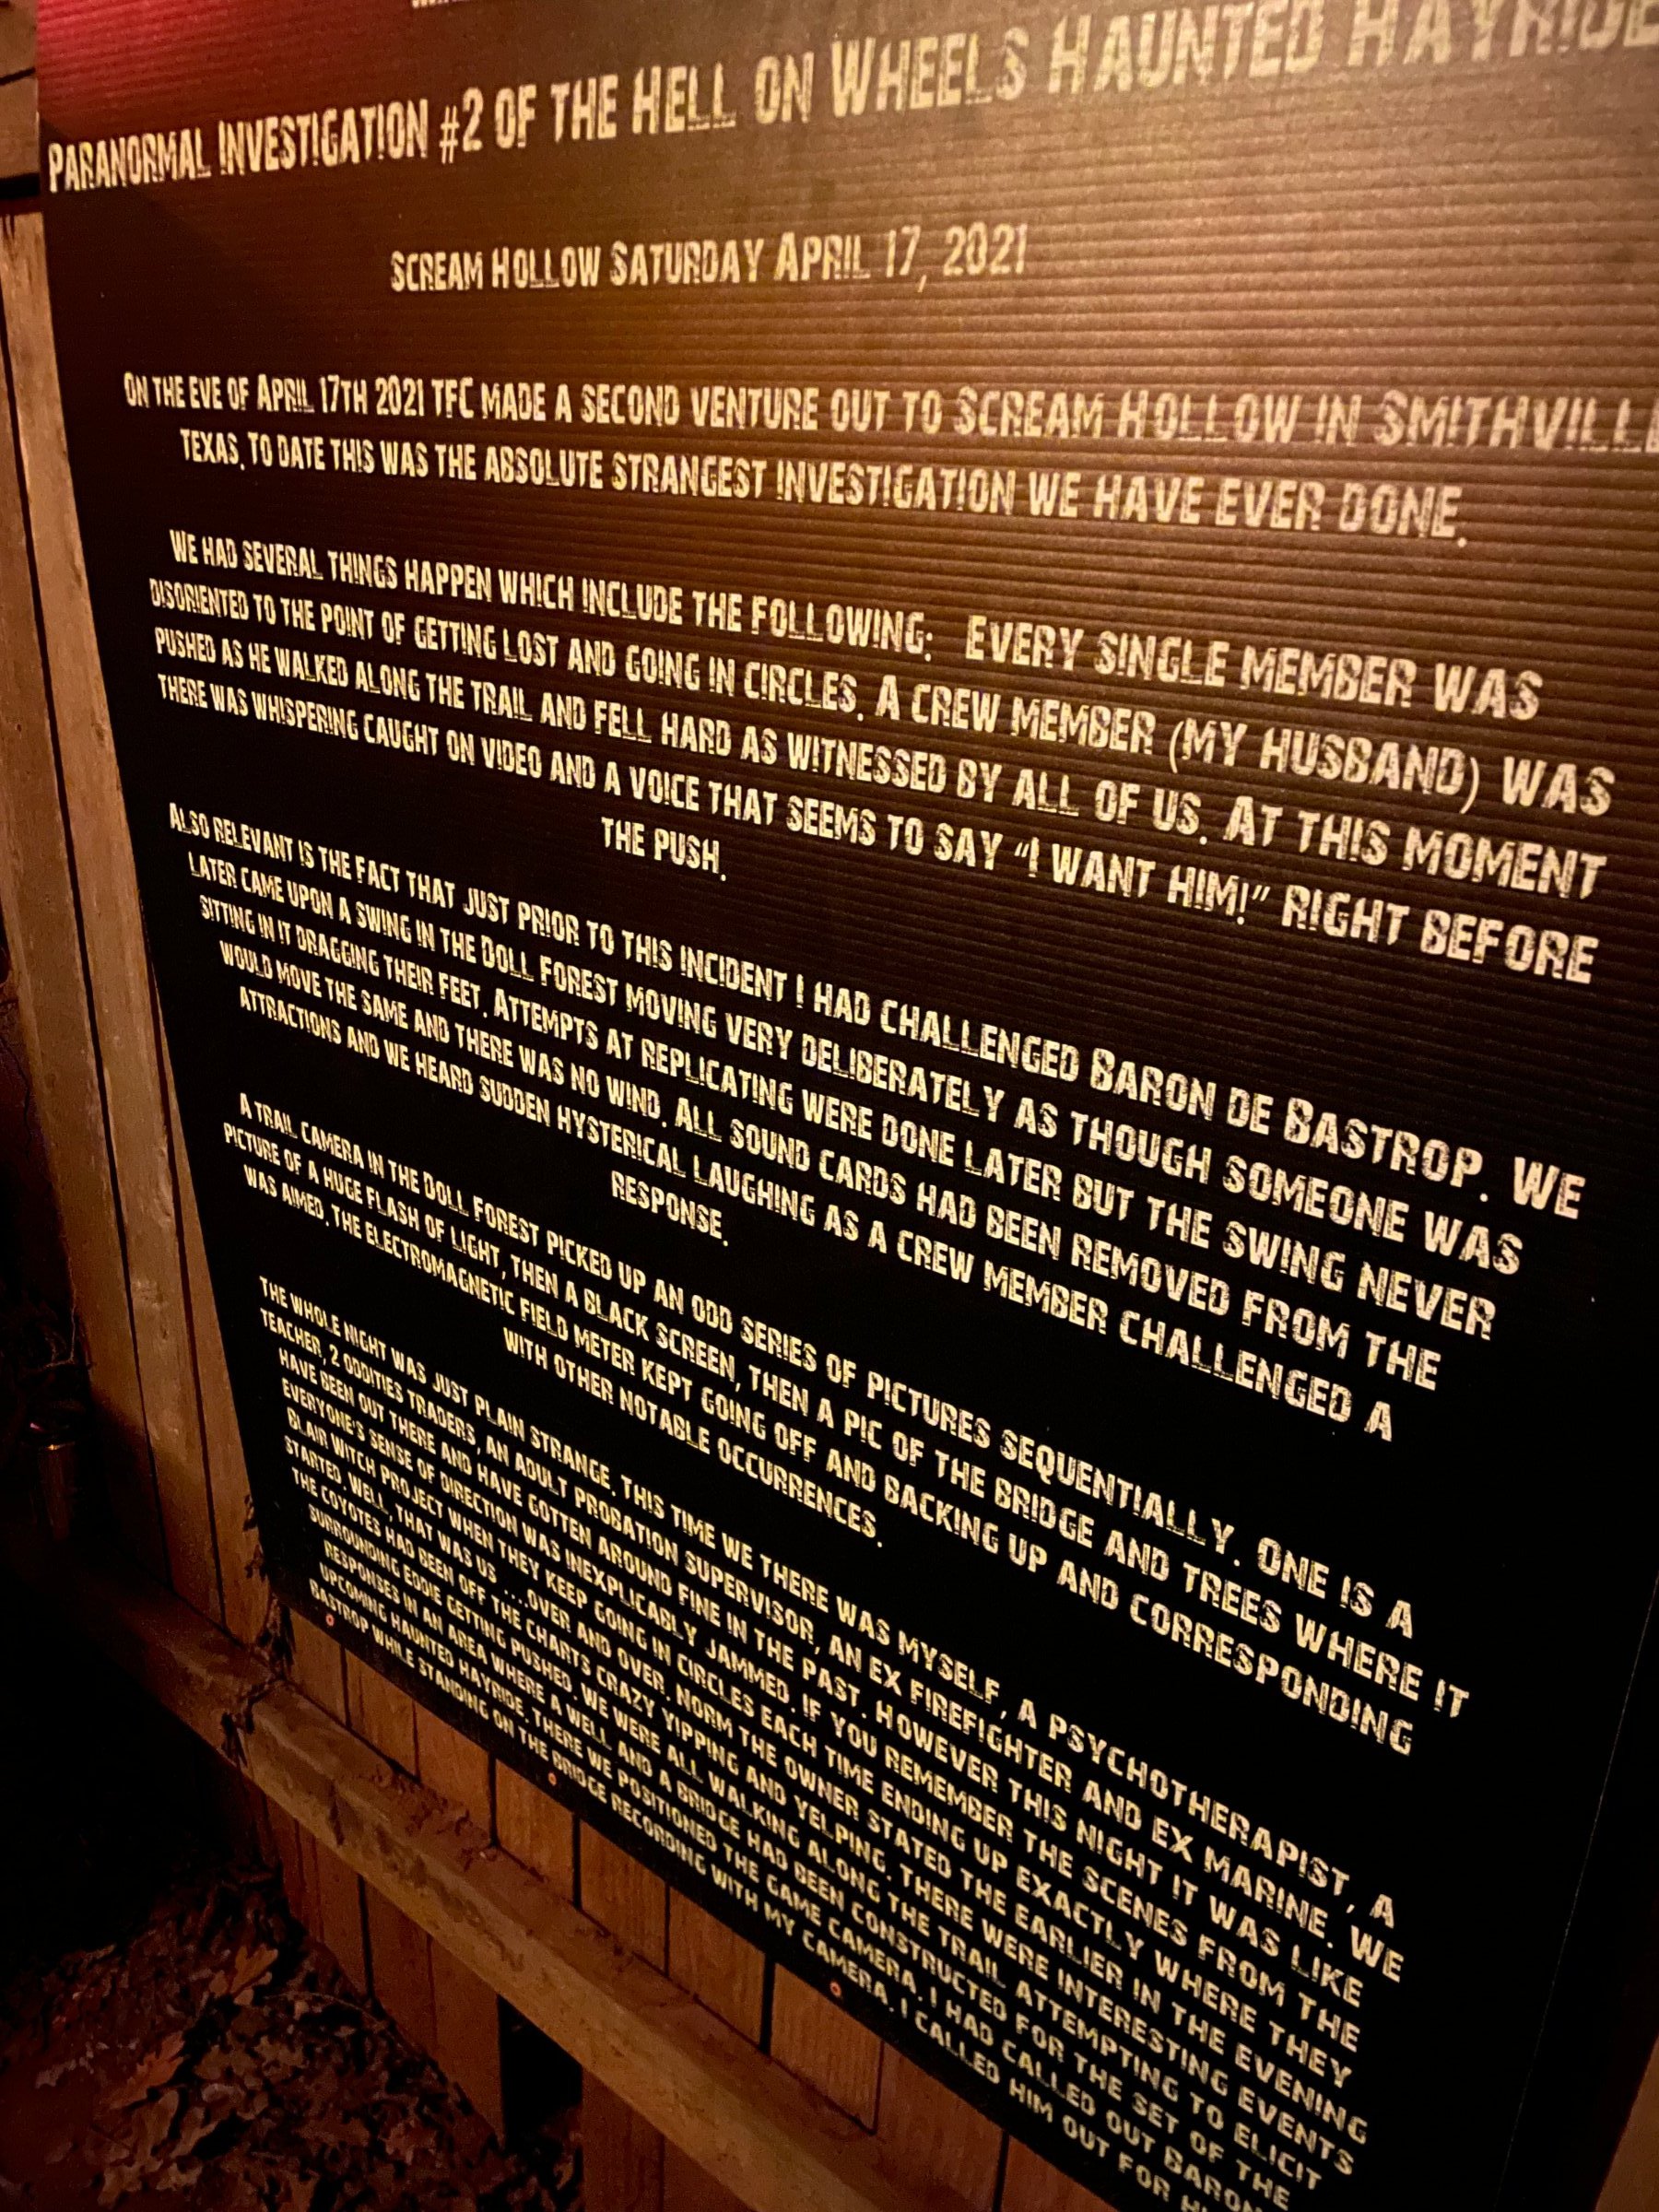 PARANORMAL INVESTIGATION #2 OF THE HELL ON WHEELS HAUNTED HAYRIDE
SCREAM HOLLOW SATURDAY APRIL 17, 2021
ON THE EVE OF APRIL 17TH 2021 TFC MADE A SECOND VENTURE OUT TO SCREAM HOLLOW IN SMITHVILLE
TEXAS. TO DATE THIS WAS THE ABSOLUTE STRANGEST INVESTIGATION WE HAVE EVER DONE.
WE HAD SEVERAL THINGS HAPPEN WHICH INCLUDE THE FOLLOWING: EVERY SINGLE MEMBER WAS
DISORIENTED TO THE POINT OF GETTING LOST AND GOING IN CIRCLES. A CREW MEMBER (MY HUSBAND) WAS
PUSHED AS HE WALKED ALONG THE TRAIL AND FELL HARD AS WITNESSED BY ALL OF US. AT THIS MOMENT
THERE WAS WHISPERING CAUGHT ON VIDEO AND A VOICE THAT SEEMS TO SAY "I WANT HIM!" RIGHT BEFORE
THE PUSH.
ALSO RELEVANT IS THE FACT THAT JUST PRIOR TO THIS INCIDENT I HAD CHALLENGED BARON DE BASTROP. WE
LATER CAME UPON A SWING IN THE DOLL FOREST MOVING VERY DELIBERATELY AS THOUGH SOMEONE WAS
SITTING IN IT DRAGGING THEIR FEET. ATTEMPTS AT REPLICATING WERE DONE LATER BUT THE SWING NEVER
WOULD MOVE THE SAME AND THERE WAS NO WIND. ALL SOUND CARDS HAD BEEN REMOVED FROM THE
ATTRACTIONS AND WE HEARD SUDDEN HYSTERICAL LAUGHING AS A CREW MEMBER CHALLENGED A
RESPONSE.
A TRAIL CAMERA IN THE DOLL FOREST PICKED UP AN ODD SERIES OF PICTURES SEQUENTIALLY. ONE IS A
PICTURE OF A HUGE FLASH OF LIGHT, THEN A BLACK SCREEN, THEN A PIC OF THE BRIDGE AND TREES WHERE IT
WAS AIMED. THE ELECTROMAGNETIC FIELD METER KEPT GOING OFF AND BACKING UP AND CORRESPONDING
WITH OTHER NOTABLE OCCURRENCES.
THE WHOLE NIGHT WAS JUST PLAIN STRANGE. THIS TIME WE THERE WAS MYSELF, A PSYCHOTHERAPIST, A
TEACHER, 2 ODDITIES TRADERS, AN ADULT PROBATION SUPERVISOR, AN EX FIREFIGHTER AND EX MARINE. WE
HAVE BEEN OUT THERE AND HAVE GOTTEN AROUND FINE IN THE PAST. HOWEVER THIS NIGHT IT WAS LIKE
EVERYONE'S SENSE OF DIRECTION WAS INEXPLICABLY JAMMED. IF YOU REMEMBER THE SCENES FROM THE
BLAIR WITCH PROJECT WHEN THEY KEEP GOING IN CIRCLES EACH TIME ENDING UP EXACTLY WHERE THEY
STARTED. WELL, THAT WAS US ...OVER AND OVER. NORM THE OWNER STATED THE EARLIER IN THE EVENING
THE COYOTES HAD BEEN OFF THE CHARTS CRAZY YIPPING AND YELPING. THERE WERE INTERESTING EVENTS
SURROUNDING EDDIE GETTING PUSHED. WE WERE ALL WALKING ALONG THE TRAIL ATTEMPTING TO ELICIT
RESPONSES IN AN AREA WHERE A WELL AND A BRIDGE HAD BEEN CONSTRUCTED FOR THE SET OF THE
UPCOMING HAUNTED HAYRIDE. THERE WE POSITIONED THE GAME CAMERA. I HAD CALLED OUT BARON
BASTROP WHILE STANDING ON THE BRIDGE RECORDING WITH MY CAMERA. I CALLED HIM OUT FOR